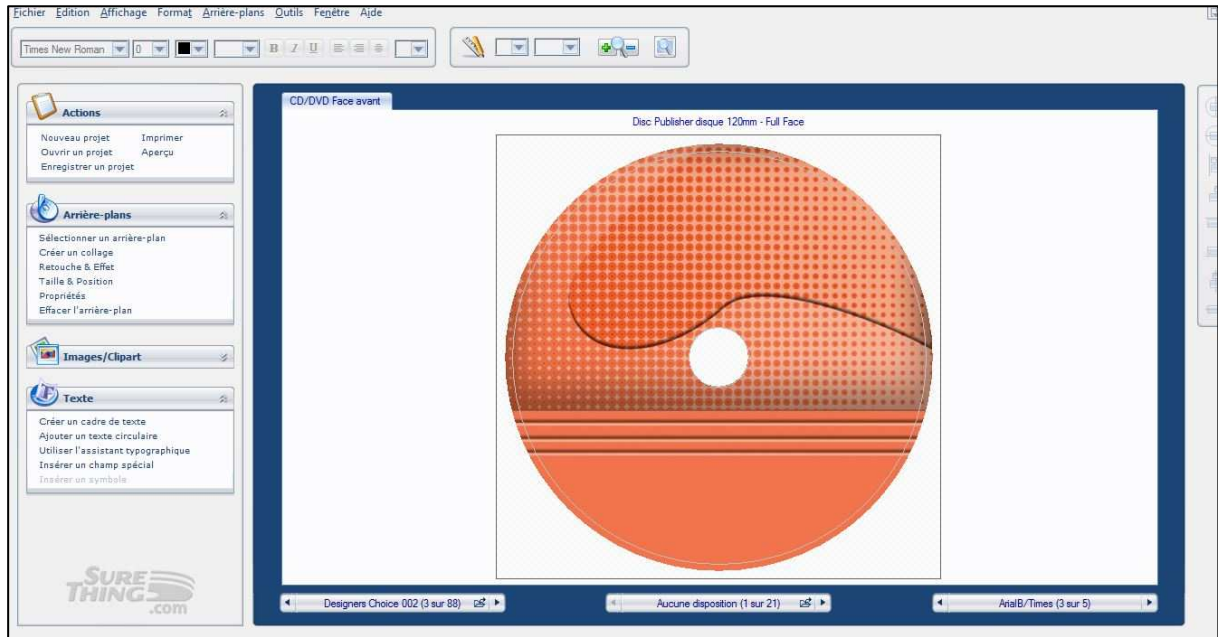 Fichier Edition Affichage Format Arrière-plans Outils Fenêtre Ajde
Times New Roman 0 B I U
CD/DVD Face avant
Disc Publisher disque 120mm - Full Face
Actions
Nouveau projet Imprimer
Ouvrir un projet Aperçu
Enregistrer un projet
Arrière-plans
Sélectionner un arrière-plan
Créer un collage
Retouche & Effet
Taille & Position
Propriétés
Effacer l'arrière-plan
Images/Clipart
Texte
Créer un cadre de texte
Ajouter un texte circulaire
Utiliser l'assistant typographique
Insérer un champ spécial
Insérer un symbole
SURE
THING
.com
Designers Choice 002 (3 sur 88)
Aucune disposition (1 sur 21)
ArialB/Times (3 sur 5)